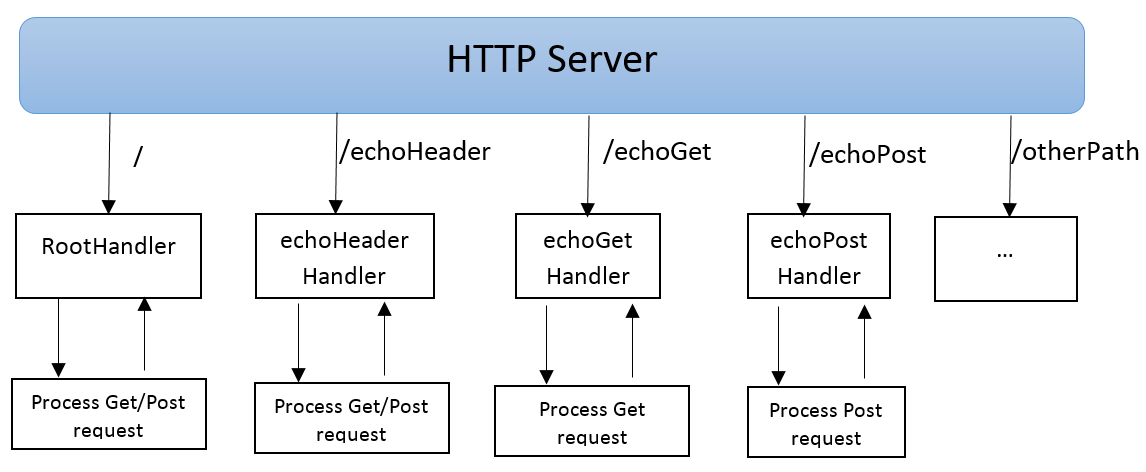 HTTP Server
/
/echoHeader
/echoGet
/echoPost
/otherPath
RootHandler
echoHeader
Handler
echoGet
Handler
echoPost
Handler
...
Process Get/Post
request
Process Get/Post
request
Process Get
request
Process Post
request